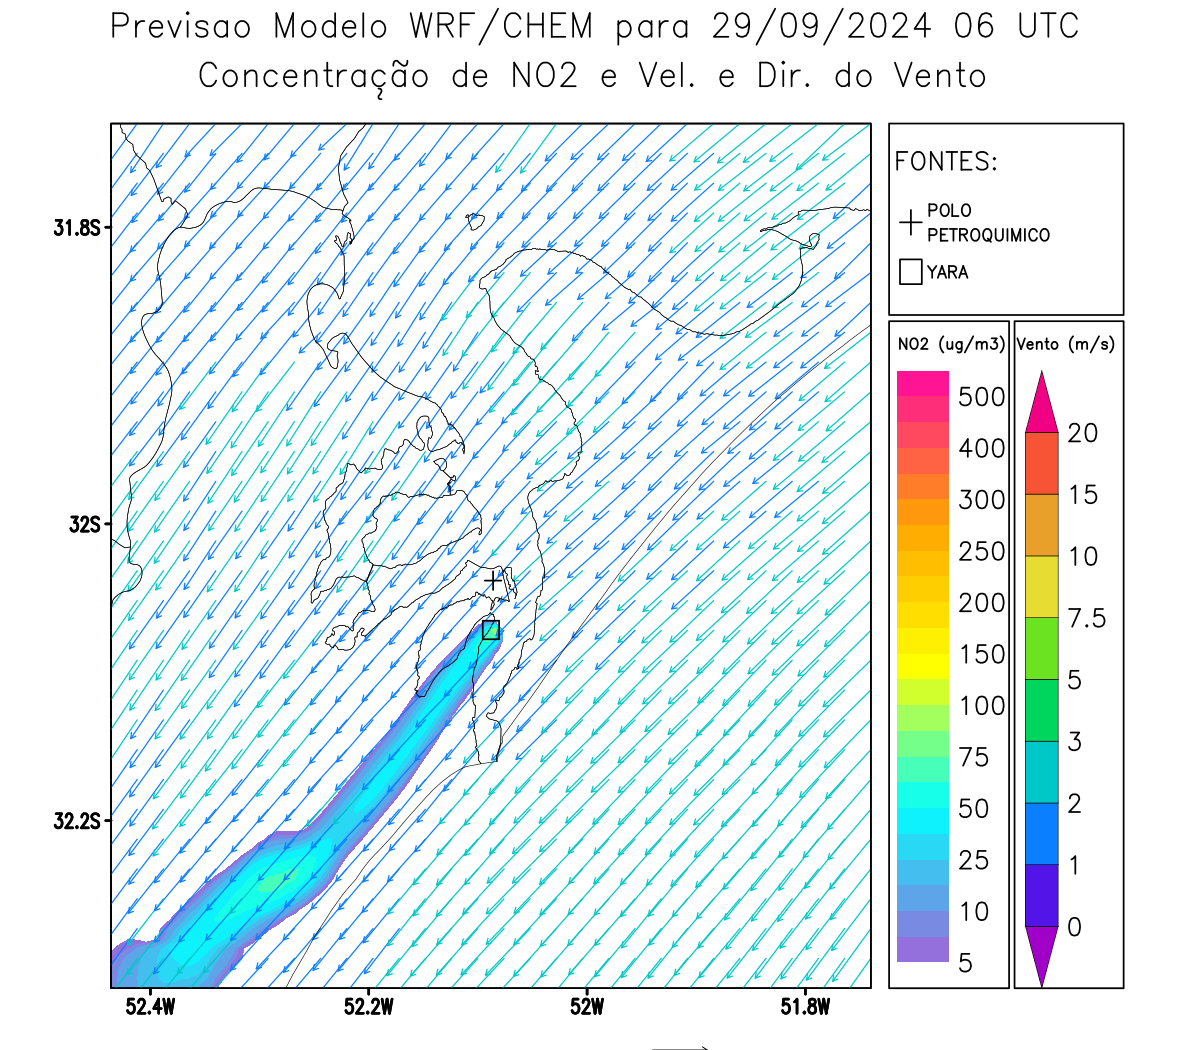 Previsao Modelo WRF/CHEM para 29/09/2024 06 UTC
Concentração de NO2 e Vel. e Dir. do Vento
FONTES:
POLO
PETROQUIMICO
YARA
31.8S
32S
32.2S
52.4W
52.2W
52W
51.8W
NO2 (ug/m3)
500
400
300
250
200
150
100
75
50
25
10
5
Vento (m/s)
20
15
10
7.5
5
3
2
1
0